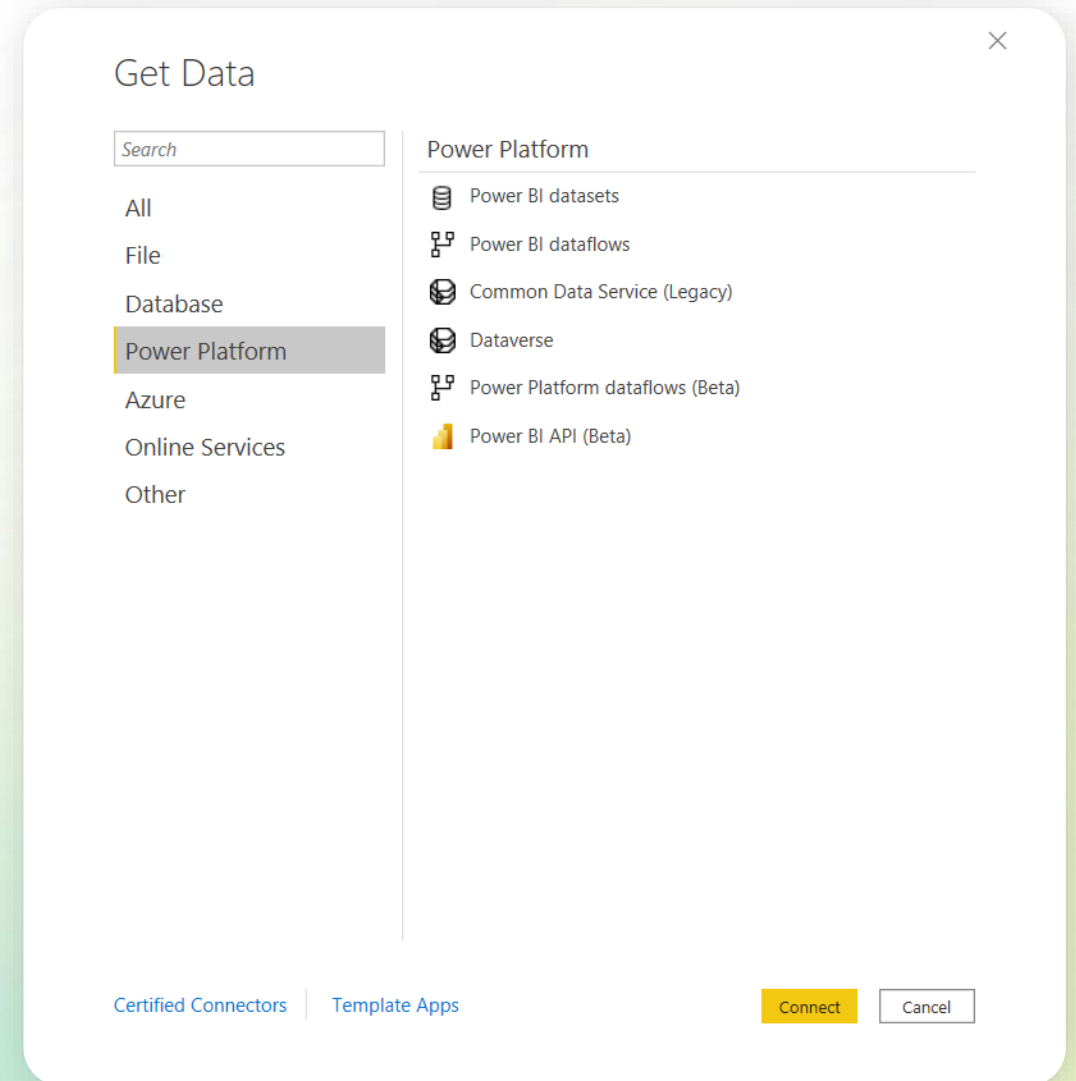 Get Data
Search
All
File
Database
Power Platform
Azure
Online Services
Other
Power Platform
Power BI datasets
Power BI dataflows
Common Data Service (Legacy)
Dataverse
Power Platform dataflows (Beta)
Power BI API (Beta)
Certified Connectors
Template Apps
Connect
Cancel